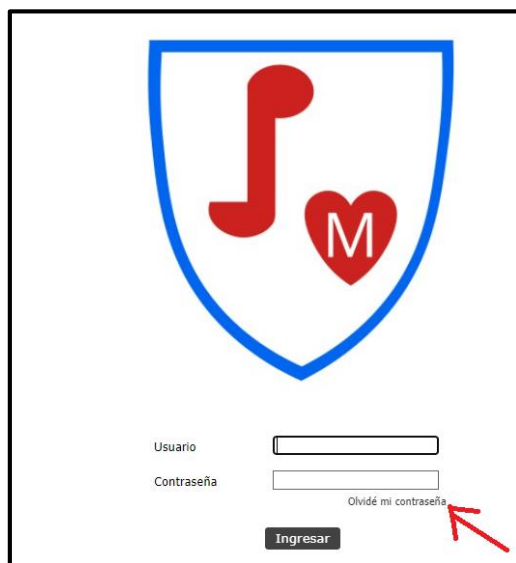 M
Usuario
Contraseña
Olvidé mi contraseña
Ingresar